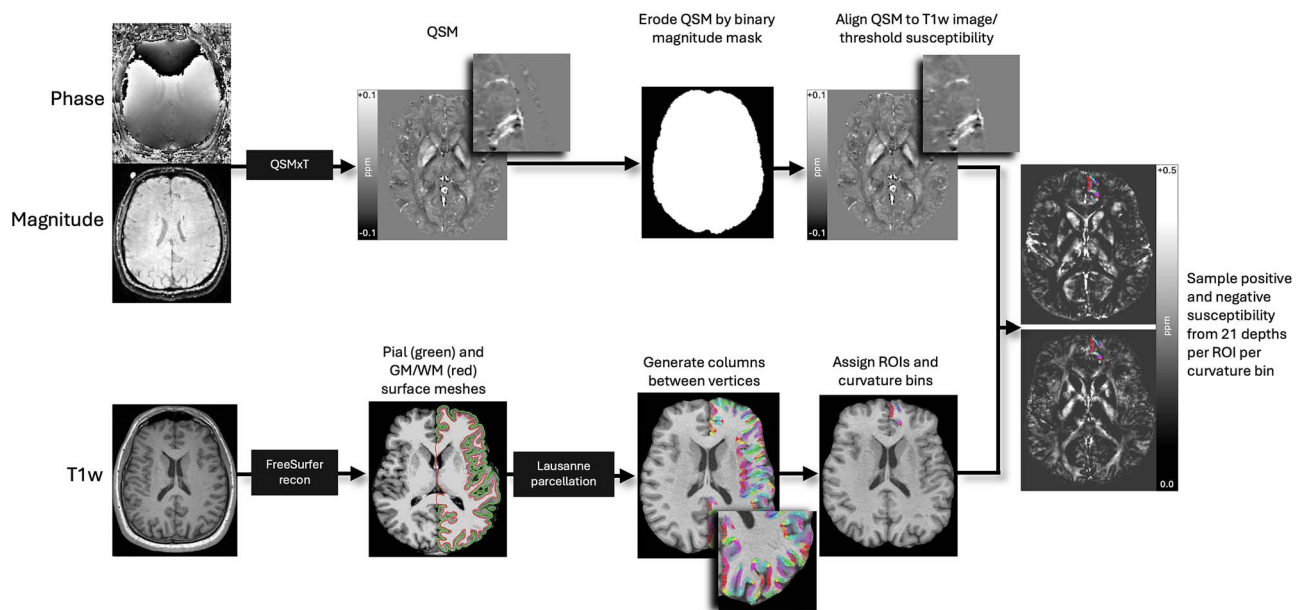 Phase
Magnitude
QSMxT
QSM
+0.1
ppm
-0.1
Erode QSM by binary
magnitude mask
Align QSM to T1w image/
threshold susceptibility
+0.1
ppm
-0.1
T1w
FreeSurfer
recon
Pial (green) and
GM/WM (red)
surface meshes
Lausanne
parcellation
Generate columns
between vertices
Assign ROIs and
curvature bins
+0.5
ppm
0.0
Sample positive
and negative
susceptibility
from 21 depths
per ROI per
curvature bin